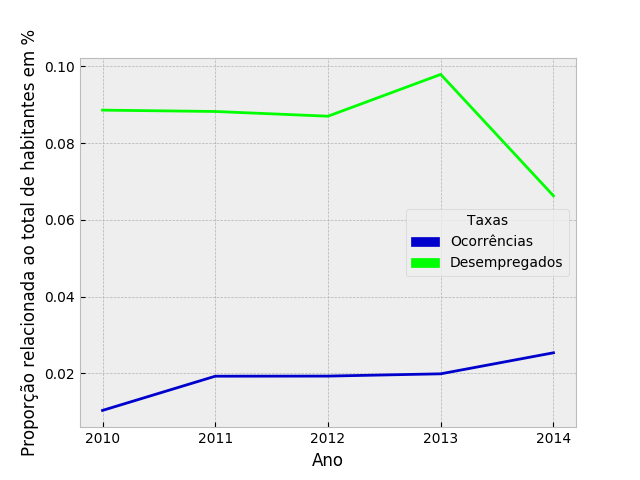 Proporção relacionada ao total de habitantes em %
0.10
0.08
0.06
0.04
0.02
Taxas
Ocorrências
Desempregados
2010 2011 2012 2013 2014
Ano